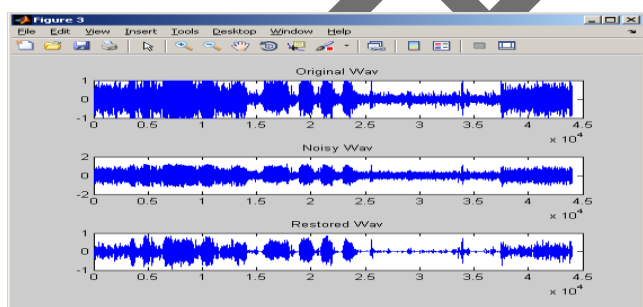 Figure 3
File Edit View Insert Tools Desktop Window Help
Original Wav
1
0
-1
0 0.5 1 1.5 2 2.5 3 3.5 4 4.5
x 10^4
Noisy Wav
2
0
-2
0 0.5 1 1.5 2 2.5 3 3.5 4 4.5
x 10^4
Restored Wav
1
0
-1
0 0.5 1 1.5 2 2.5 3 3.5 4 4.5
x 10^4